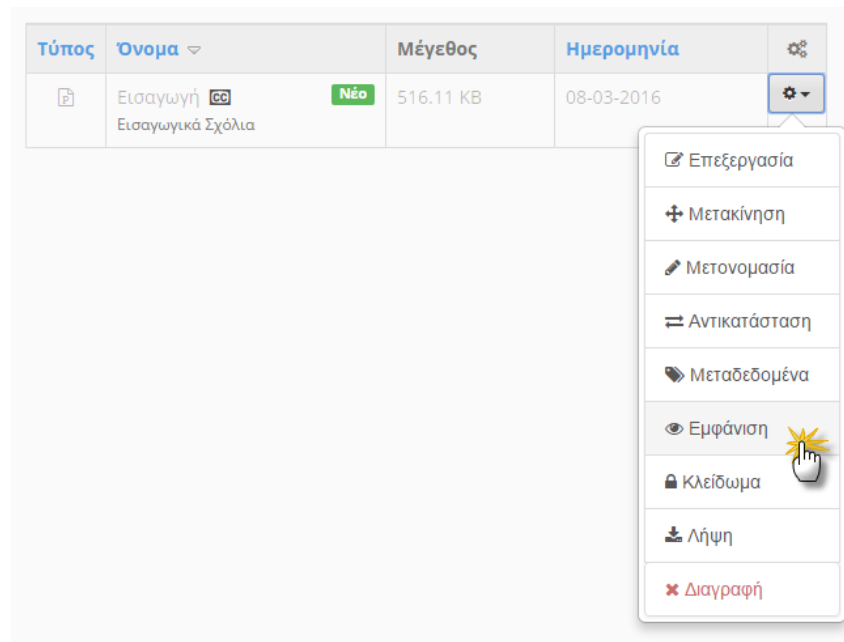 Τύπος Όνομα Μέγεθος Ημερομηνία
Εισαγωγή CC Νέο 516.11 KB 08-03-2016
Εισαγωγικά Σχόλια
Επεξεργασία
Μετακίνηση
Μετονομασία
Αντικατάσταση
Μεταδεδομένα
Εμφάνιση
Κλείδωμα
Λήψη
Διαγραφή